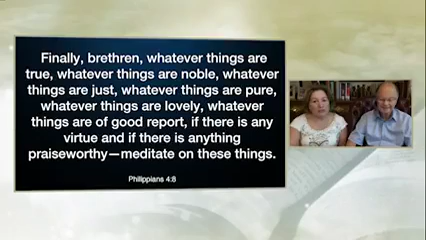 Finally, brethren, whatever things are
true, whatever things are noble, whatever
things are just, whatever things are pure,
whatever things are lovely, whatever
things are of good report, if there is any
virtue and if there is anything
praiseworthy—meditate on these things.
Philippians 4:8